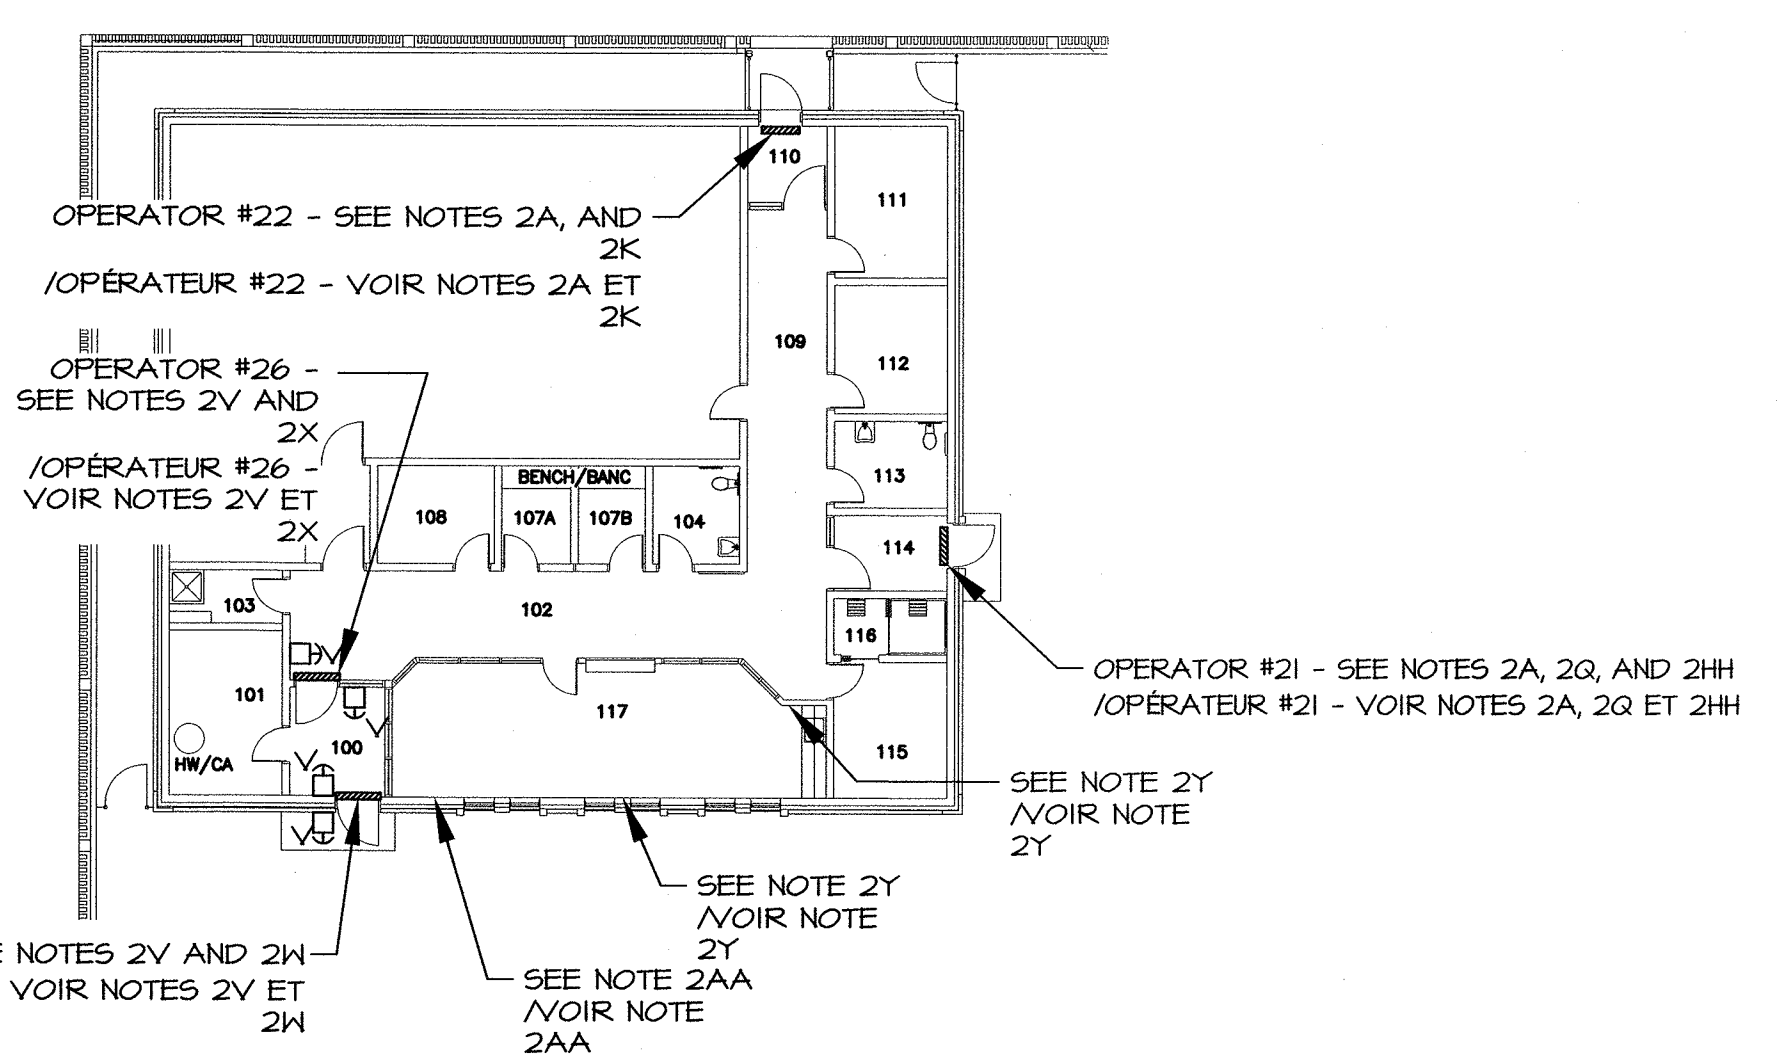 110
111
OPERATOR #22 - SEE NOTES 2A, AND
2K
/OPÉRATEUR #22 - VOIR NOTES 2A ET
2K
109
112
OPERATOR #26 -
SEE NOTES 2V AND
2X
/OPÉRATEUR #26 -
VOIR NOTES 2V ET
2X
BENCH/BANC
113
108
107A
107B
104
114
103
102
116
OPERATOR #21 - SEE NOTES 2A, 2Q, AND 2HH
/OPÉRATEUR #21 - VOIR NOTES 2A, 2Q ET 2HH
101
117
100
115
HW/CA
SEE NOTE 2Y
/VOIR NOTE
2Y
SEE NOTE 2Y
/VOIR NOTE
2Y
NOTES 2V AND 2W
VOIR NOTES 2V ET
2W
SEE NOTE 2AA
/VOIR NOTE
2AA